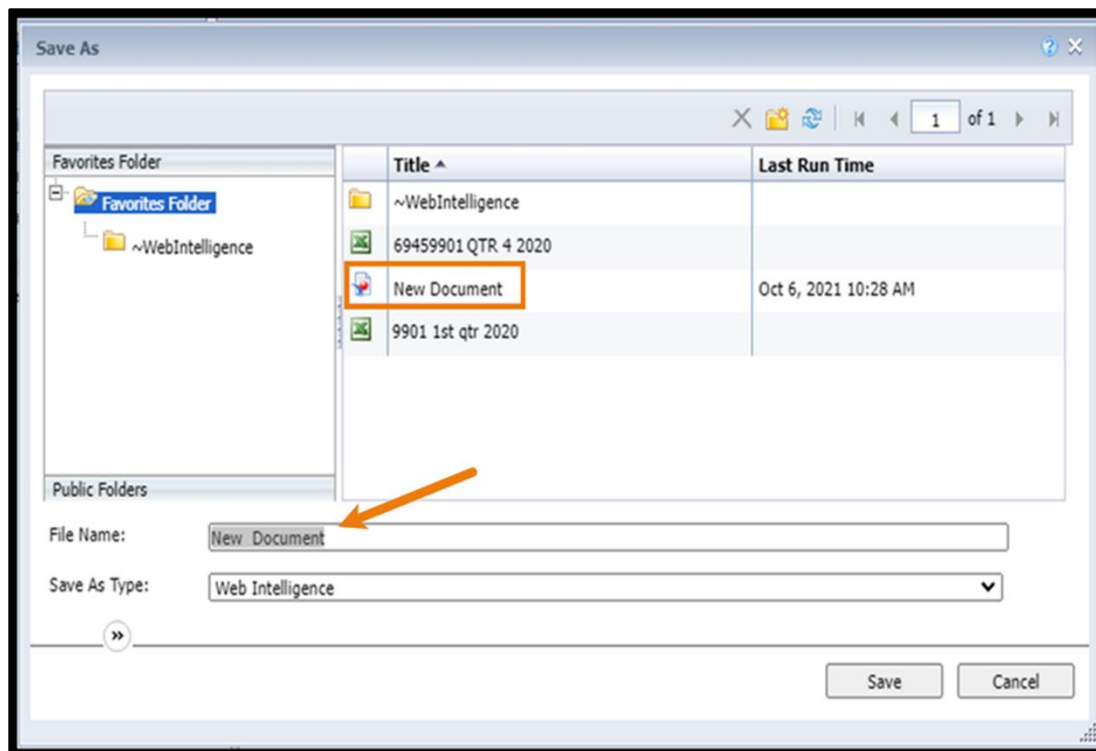 Save As
1 of 1
Favorites Folder
Title Last Run Time
Favorites Folder
~WebIntelligence
~WebIntelligence
69459901 QTR 4 2020
New Document Oct 6, 2021 10:28 AM
9901 1st qtr 2020
Public Folders
File Name: New Document
Save As Type: Web Intelligence
Save Cancel